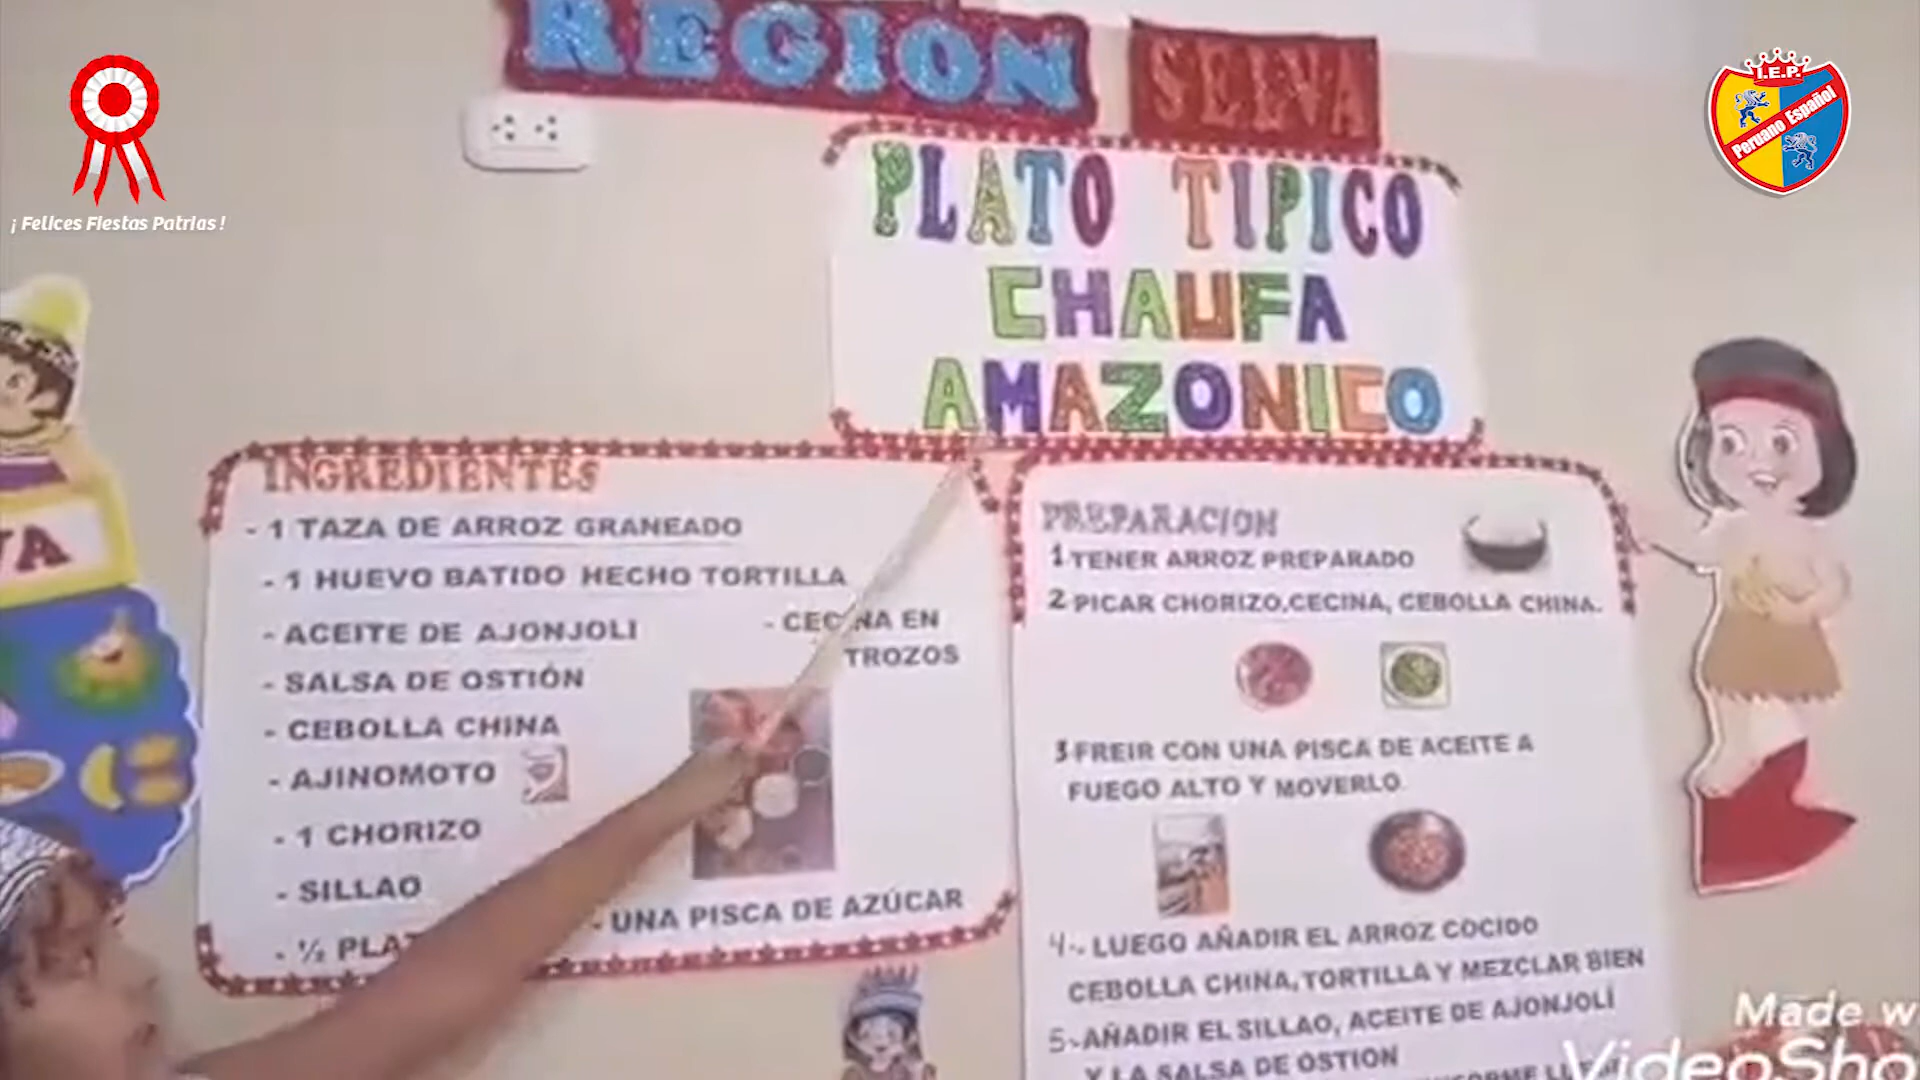 REGION SELVA
PLATO TIPICO
CHAUFA
AMAZONICO
¡ Felices Fiestas Patrias !
I.E.P.
Peruano Español
INGREDIENTES
- 1 TAZA DE ARROZ GRANEADO
- 1 HUEVO BATIDO HECHO TORTILLA
- ACEITE DE AJONJOLI
- CECINA EN
TROZOS
- SALSA DE OSTIÓN
- CEBOLLA CHINA
- AJINOMOTO
- 1 CHORIZO
- SILLAO
- UNA PISCA DE AZÚCAR
- ½
PREPARACION
1 TENER ARROZ PREPARADO
2 PICAR CHORIZO, CECINA, CEBOLLA CHINA.
3 FREIR CON UNA PISCA DE ACEITE A
FUEGO ALTO Y MOVERLO
4-. LUEGO AÑADIR EL ARROZ COCIDO
CEBOLLA CHINA, TORTILLA Y MEZCLAR BIEN
5-. AÑADIR EL SILLAO, ACEITE DE AJONJOLÍ
Y LA SALSA DE OSTION
VA
Made w
VideoSho